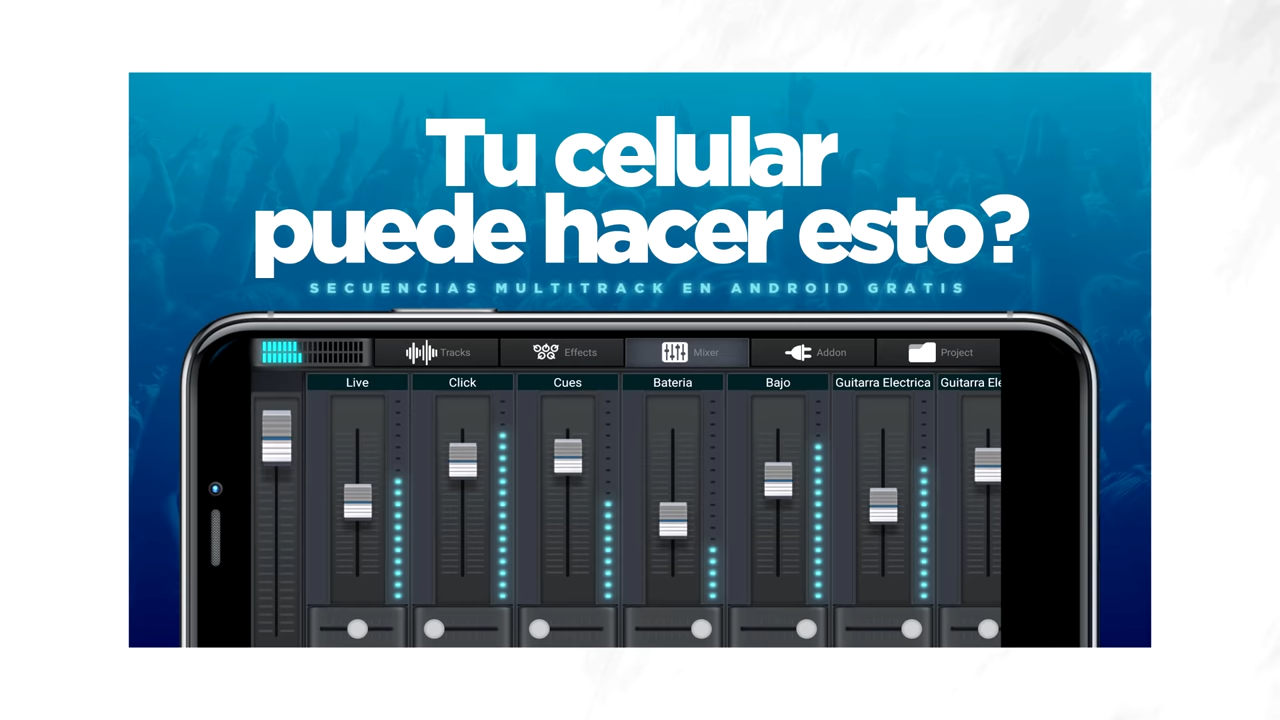 Tu celular
puede hacer esto?
SECUENCIAS MULTITRACK EN ANDROID GRATIS
Tracks Effects Mixer Addon Project
Live Click Cues Bateria Bajo Guitarra Electrica Guitarra Ele